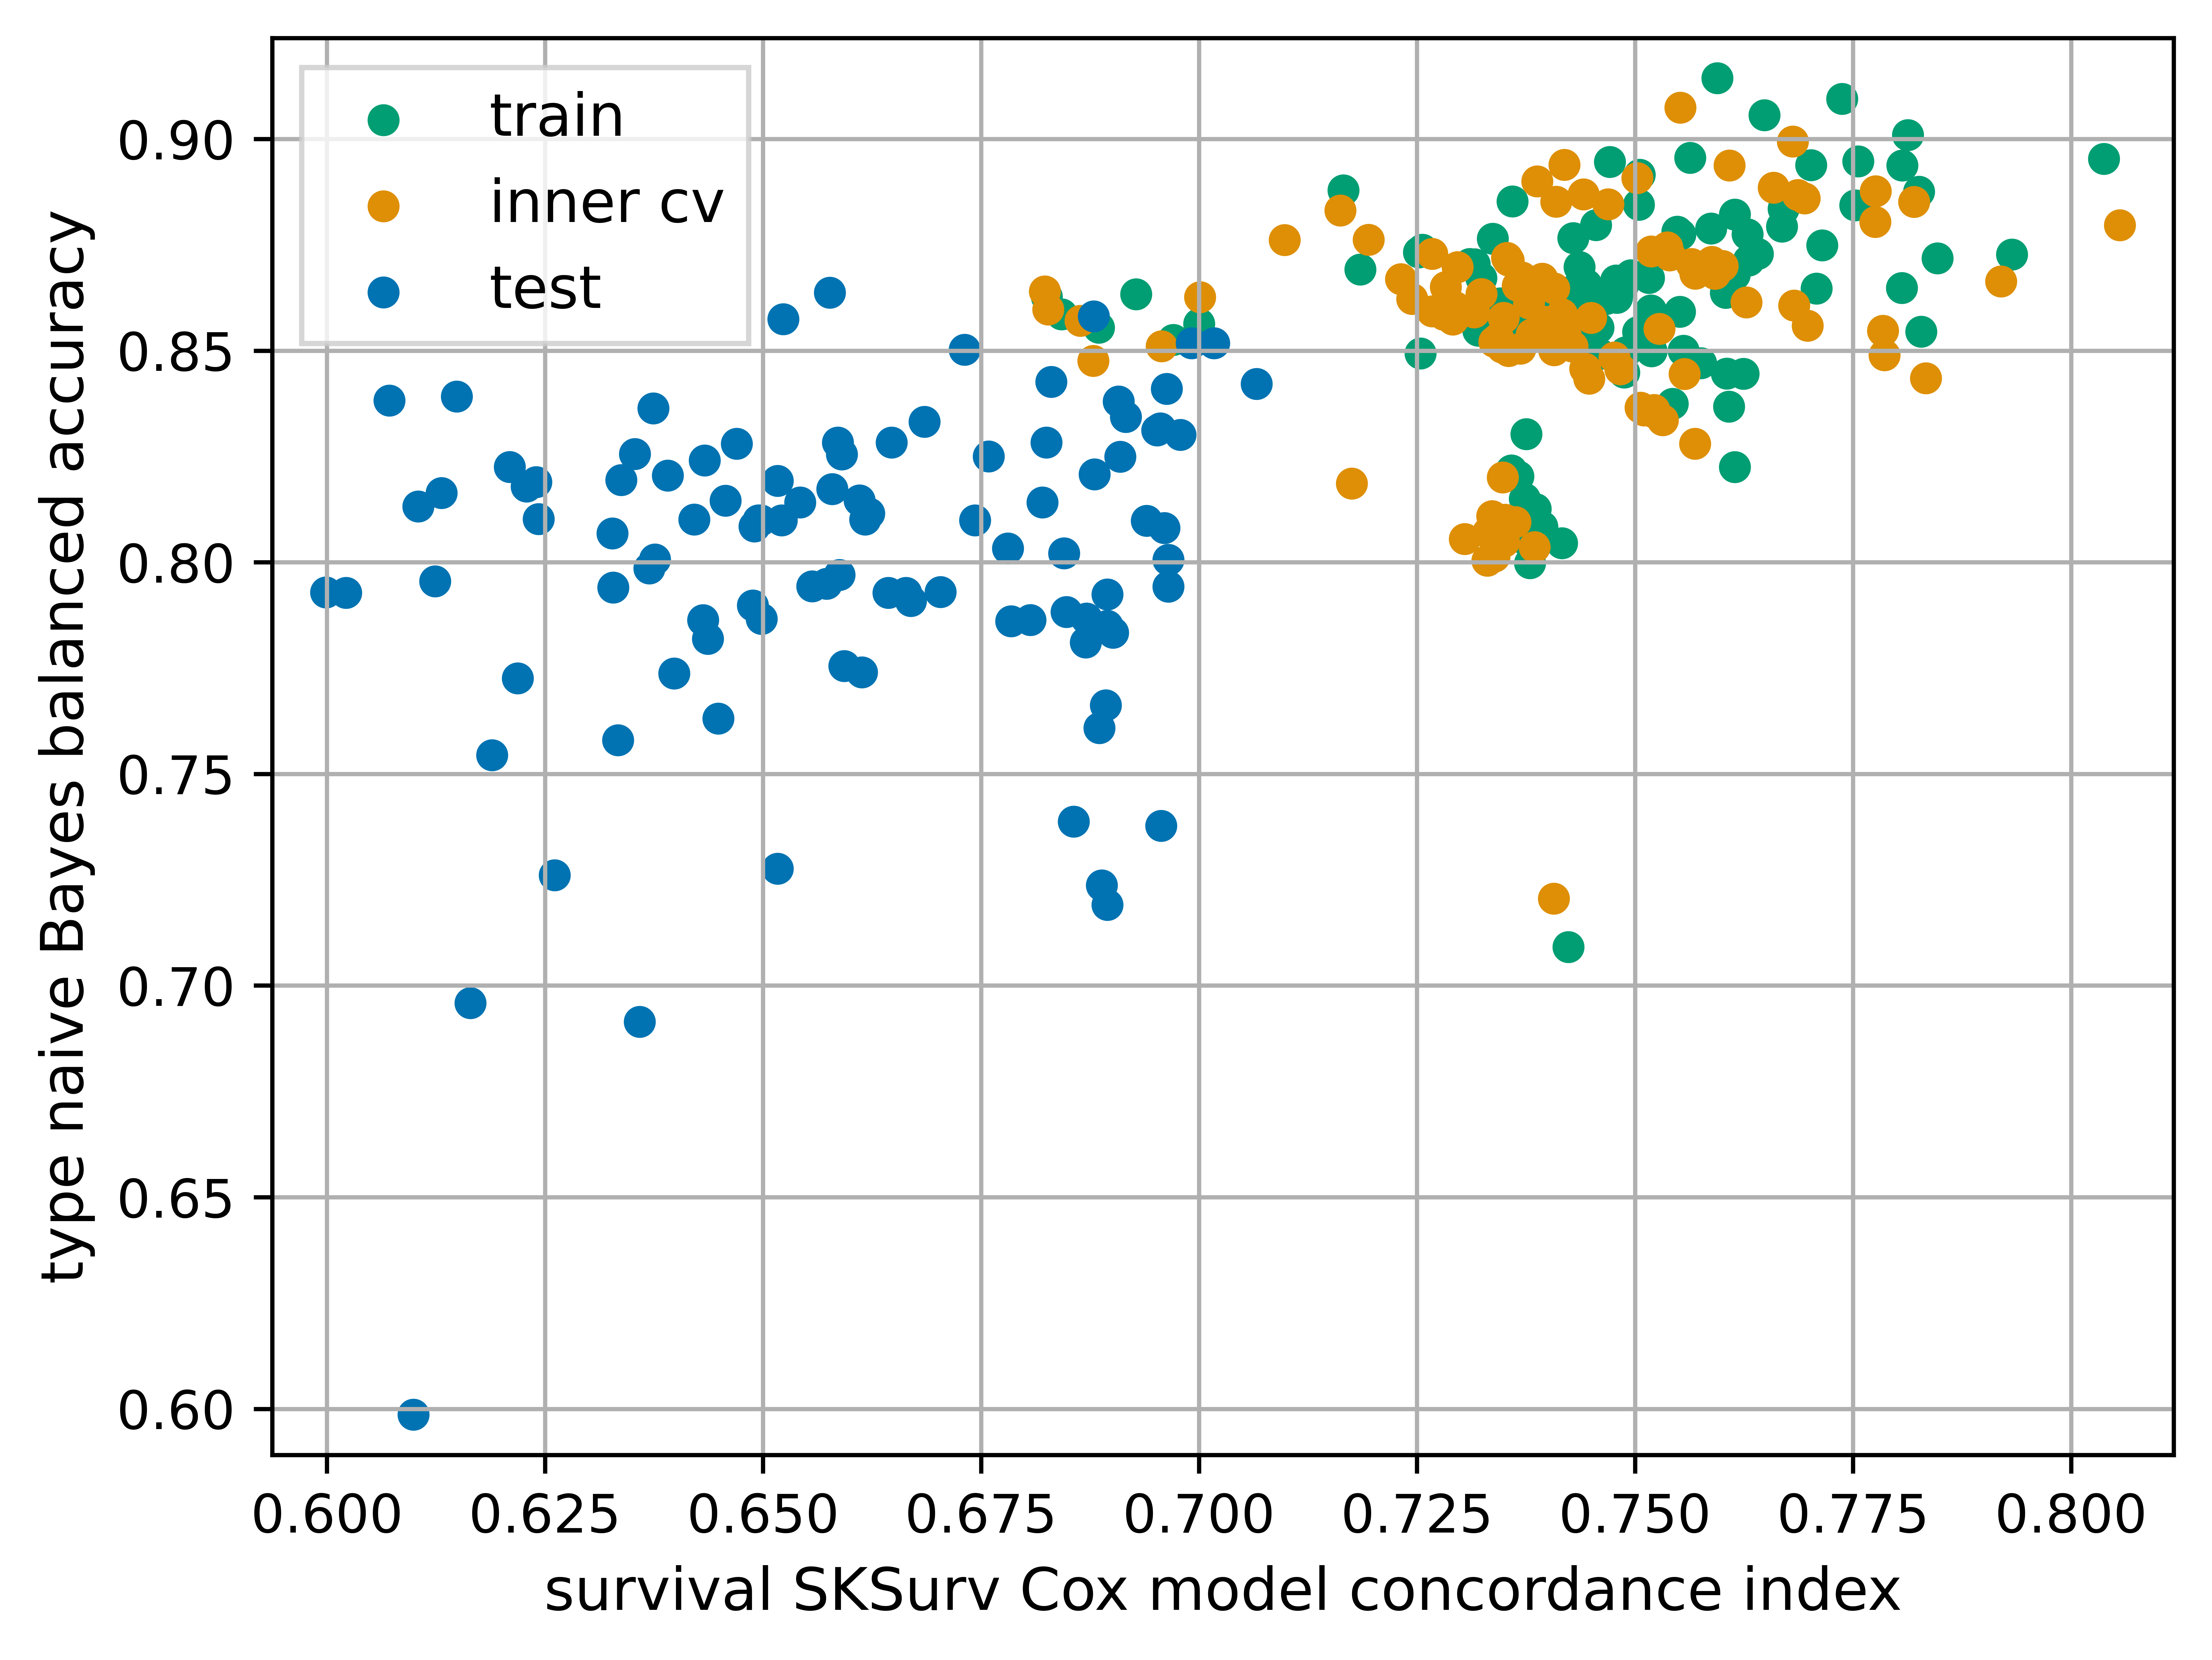 train
inner cv
test
type naive Bayes balanced accuracy
0.90
0.85
0.80
0.75
0.70
0.65
0.60
0.600 0.625 0.650 0.675 0.700 0.725 0.750 0.775 0.800
survival SKSurv Cox model concordance index